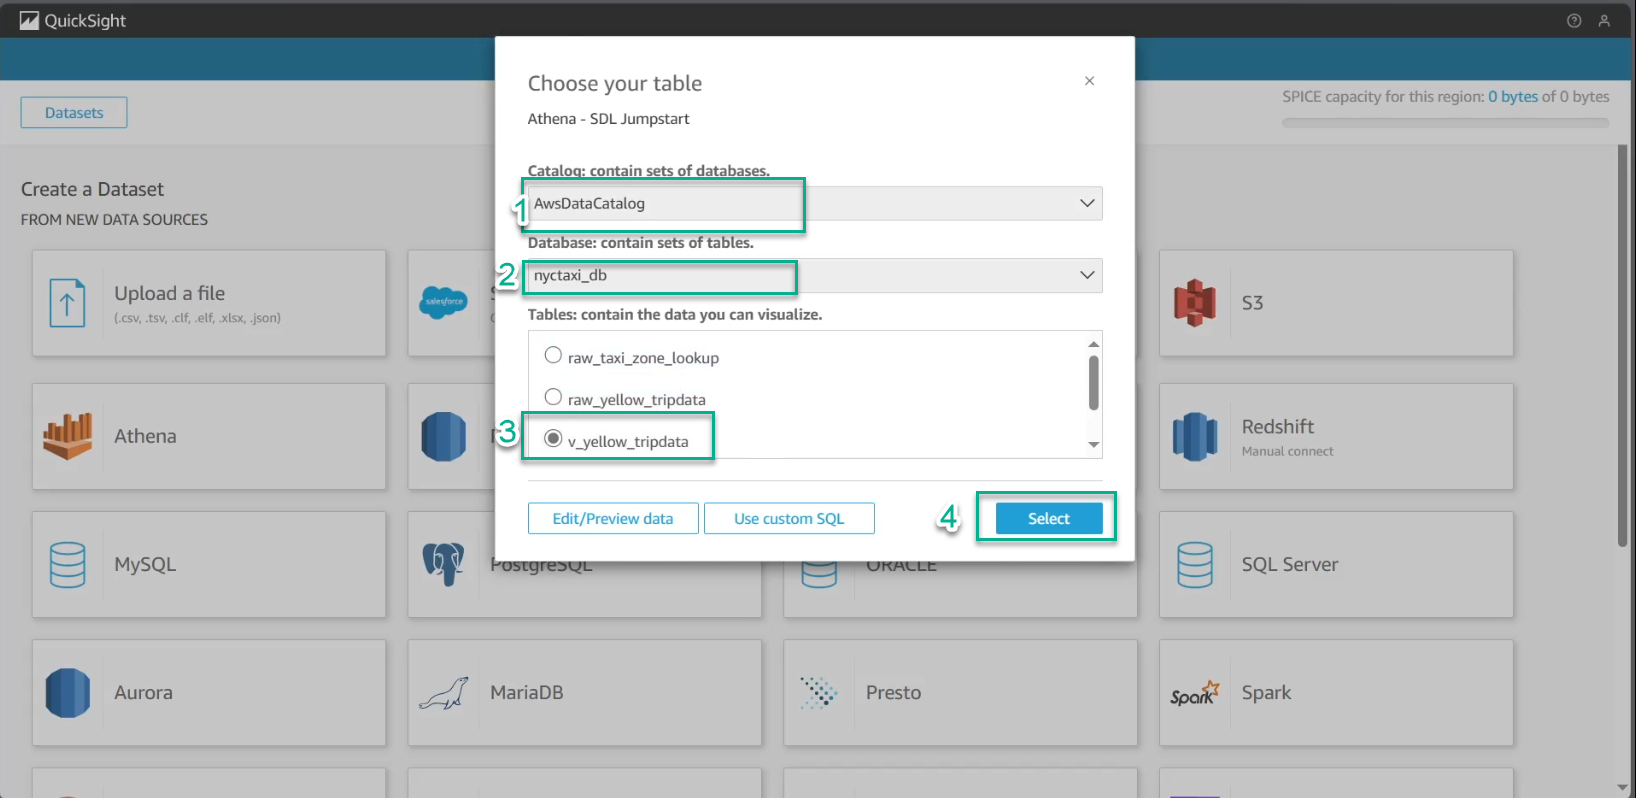 QuickSight
Datasets
SPICE capacity for this region: 0 bytes of 0 bytes
Choose your table
Athena - SDL Jumpstart
Catalog: contain sets of databases.
1
AwsDataCatalog
Database: contain sets of tables.
2
nyctaxi_db
Tables: contain the data you can visualize.
raw_taxi_zone_lookup
raw_yellow_tripdata
3
v_yellow_tripdata
Edit/Preview data
Use custom SQL
4
Select
Create a Dataset
FROM NEW DATA SOURCES
Upload a file
(.csv, .tsv, .clf, .elf, .xlsx, .json)
salesforce
S3
Athena
Redshift
Manual connect
MySQL
PostgreSQL
ORACLE
SQL Server
Aurora
MariaDB
Presto
Spark
Spark